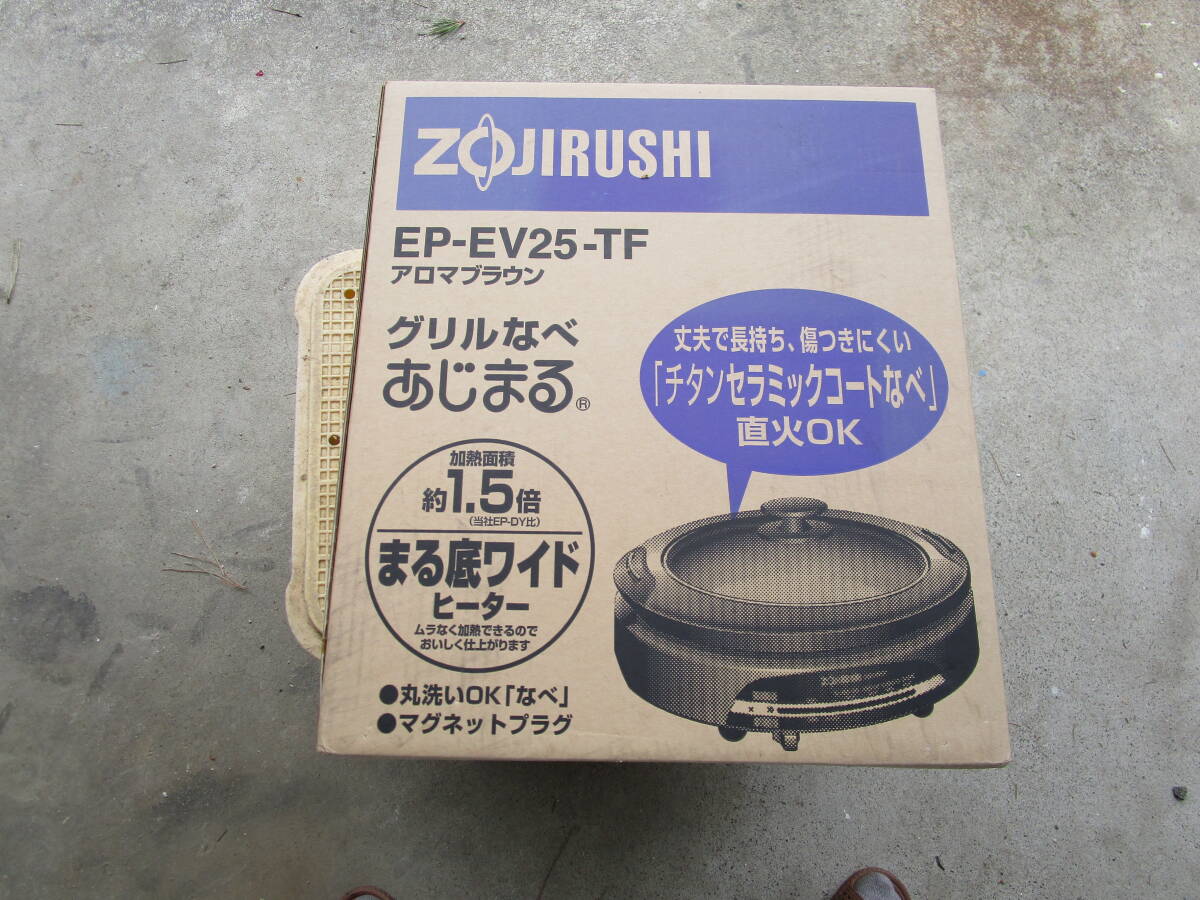 ZOJIRUSHI
EP-EV25-TF
アロマブラウン
グリルなべ
あじまる®
丈夫で長持ち、傷つきにくい
「チタンセラミックコートなべ」
直火OK
加熱面積
約1.5倍
(当社EP-DY比)
まる底ワイド
ヒーター
ムラなく加熱できるので
おいしく仕上がります
●丸洗いOK「なべ」
●マグネットプラグ